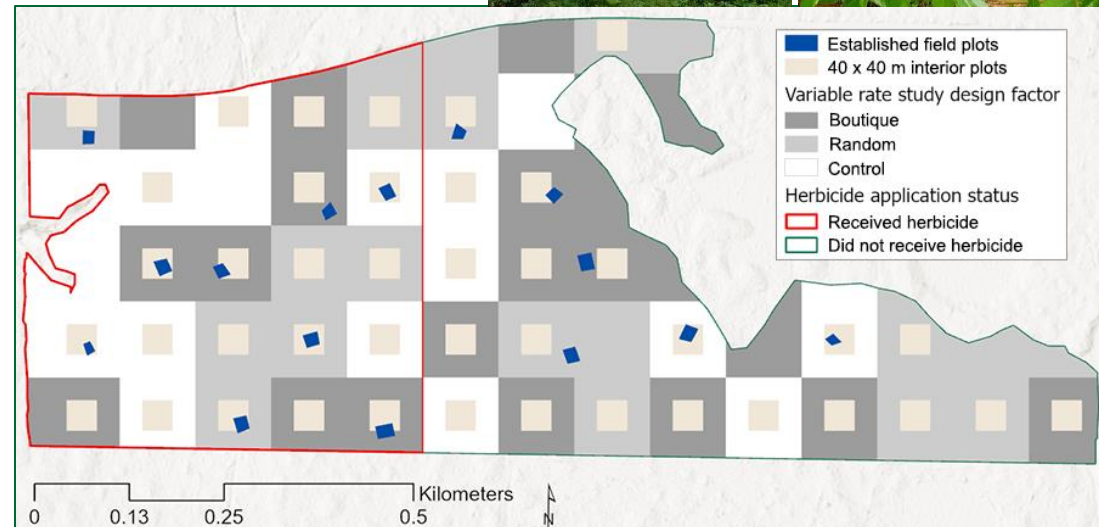 Established field plots
40 x 40 m interior plots
Variable rate study design factor
Boutique
Random
Control
Herbicide application status
Received herbicide
Did not receive herbicide
Kilometers
0 0.13 0.25 0.5
N